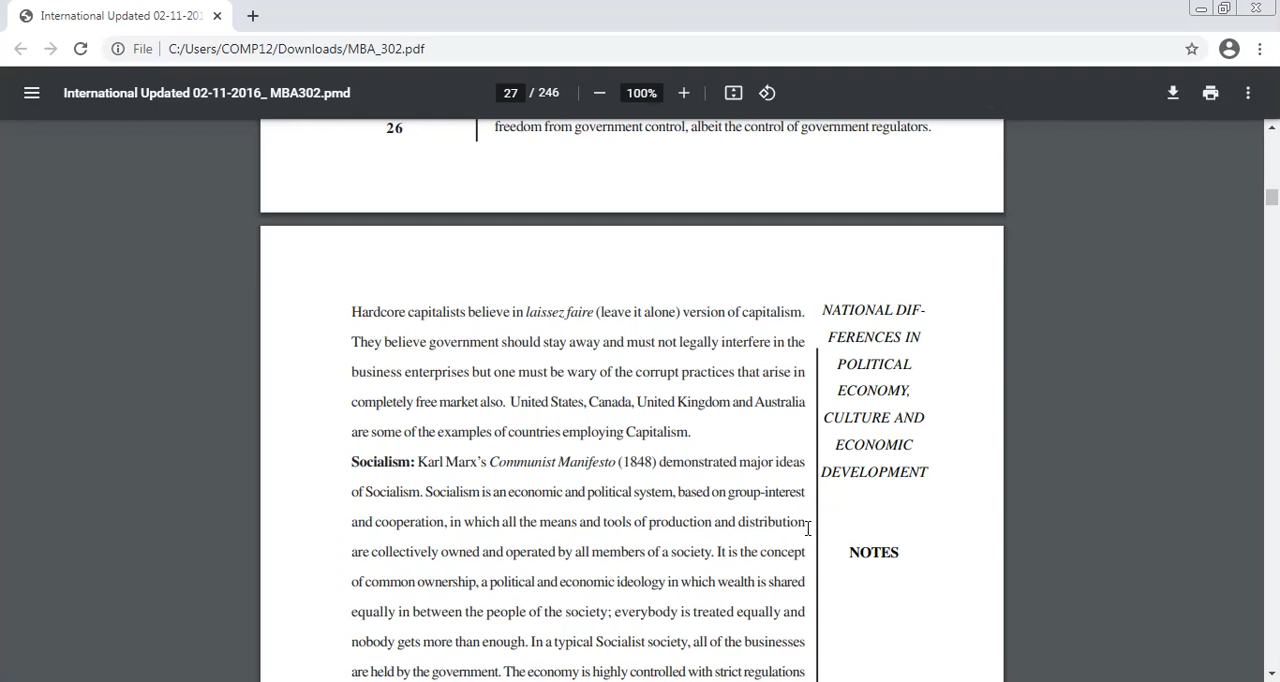 International Updated 02-11-201
File
C:/Users/COMP12/Downloads/MBA_302.pdf
International Updated 02-11-2016_ MBA302.pmd
27 / 246
100%
26
freedom from government control, albeit the control of government regulators.
Hardcore capitalists believe in laissez faire (leave it alone) version of capitalism.
They believe government should stay away and must not legally interfere in the
business enterprises but one must be wary of the corrupt practices that arise in
completely free market also. United States, Canada, United Kingdom and Australia
are some of the examples of countries employing Capitalism.
Socialism: Karl Marx's Communist Manifesto (1848) demonstrated major ideas
of Socialism. Socialism is an economic and political system, based on group-interest
and cooperation, in which all the means and tools of production and distribution
are collectively owned and operated by all members of a society. It is the concept
of common ownership, a political and economic ideology in which wealth is shared
equally in between the people of the society; everybody is treated equally and
nobody gets more than enough. In a typical Socialist society, all of the businesses
are held by the government. The economy is highly controlled with strict regulations
NATIONAL DIF-
FERENCES IN
POLITICAL
ECONOMY,
CULTURE AND
ECONOMIC
DEVELOPMENT
NOTES